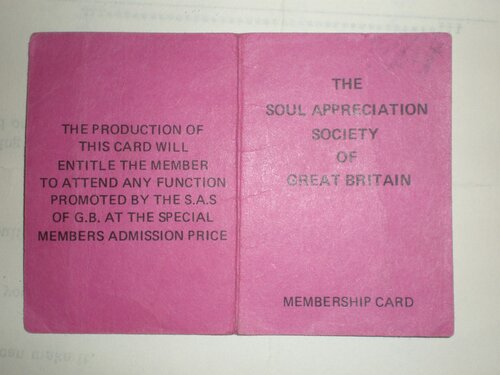 THE PRODUCTION OF
THIS CARD WILL
ENTITLE THE MEMBER
TO ATTEND ANY FUNCTION
PROMOTED BY THE S.A.S
OF G.B. AT THE SPECIAL
MEMBERS ADMISSION PRICE
THE
SOUL APPRECIATION
SOCIETY
OF
GREAT BRITAIN
MEMBERSHIP CARD